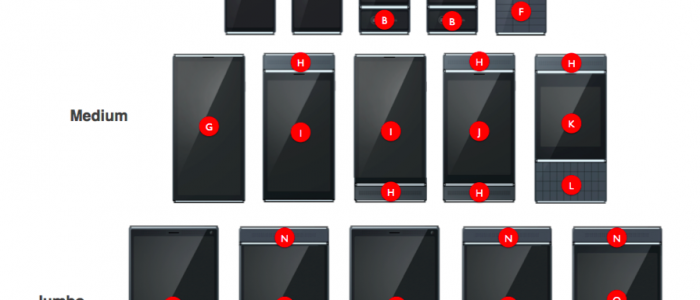 B B F
H H H
Medium G I I J K
H H L
N N N
Jumbo